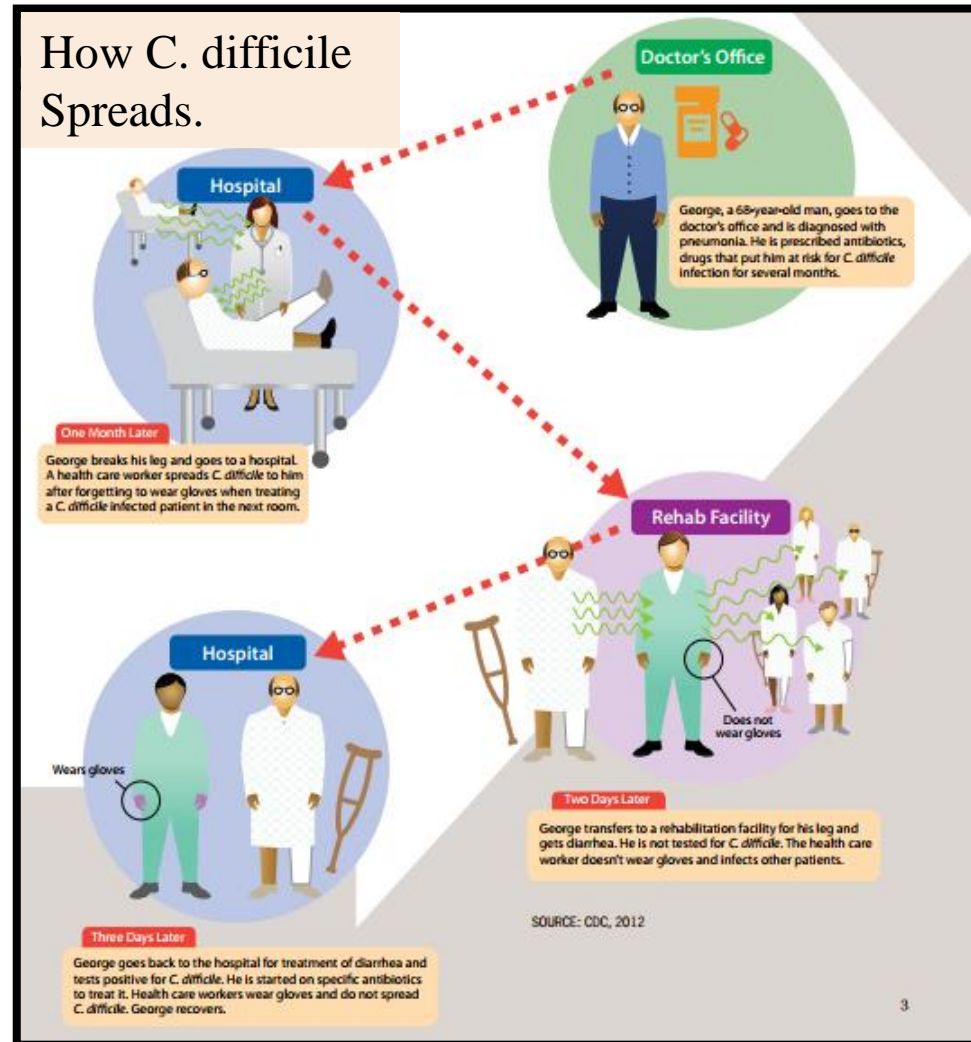 How C. difficile
Spreads.
Doctor's Office
George, a 68-year-old man, goes to the
doctor's office and is diagnosed with
pneumonia. He is prescribed antibiotics,
drugs that put him at risk for C. difficile
infection for several months.
Hospital
One Month Later
George breaks his leg and goes to a hospital.
A health care worker spreads C. difficile to him
after forgetting to wear gloves when treating
a C. difficile infected patient in the next room.
Rehab Facility
Does not
wear gloves
Two Days Later
George transfers to a rehabilitation facility for his leg and
gets diarrhea. He is not tested for C. difficile. The health care
worker doesn't wear gloves and infects other patients.
Hospital
Wears gloves
Three Days Later
George goes back to the hospital for treatment of diarrhea and
tests positive for C. difficile. He is started on specific antibiotics
to treat it. Health care workers wear gloves and do not spread
C. difficile. George recovers.
SOURCE: CDC, 2012
3